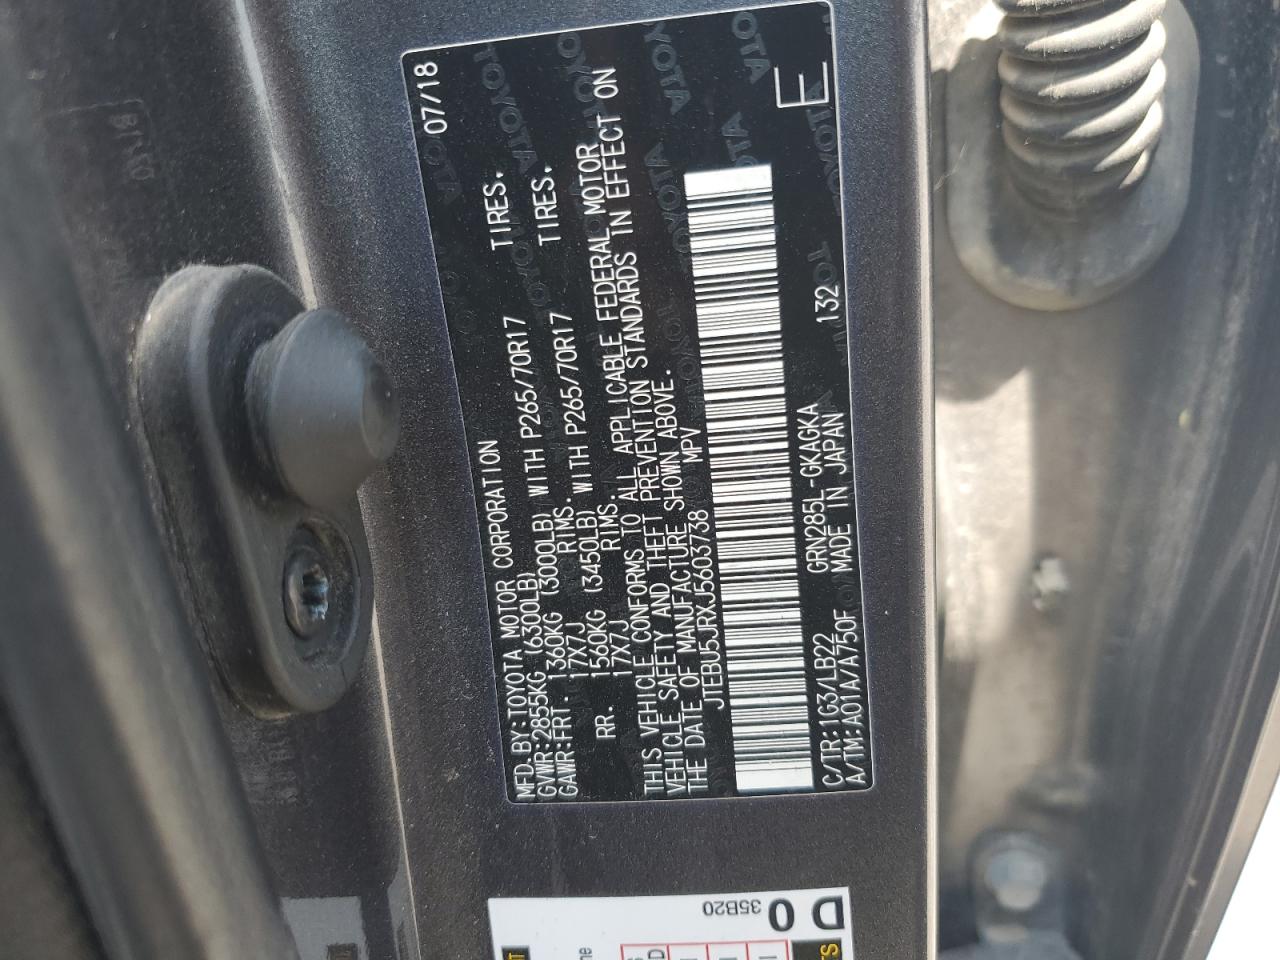 07/18
MFD.BY:TOYOTA MOTOR CORPORATION
GVWR:2855KG (6300LB)
GAWR:FRT. 1360KG (3000LB) WITH P265/70R17 TIRES.
17X7J RIMS.
RR. 1560KG (3450LB) WITH P265/70R17 TIRES.
17X7J RIMS.
THIS VEHICLE CONFORMS TO ALL APPLICABLE FEDERAL MOTOR
VEHICLE SAFETY AND THEFT PREVENTION STANDARDS IN EFFECT ON
THE DATE OF MANUFACTURE SHOWN ABOVE.
JTEBU5JRXJ5603738 MPV
C/TR:1G3/LB22 GRN285L-GKAGKA 132
A/TM:A01A/A750F MADE IN JAPAN
E
D 0
35B20